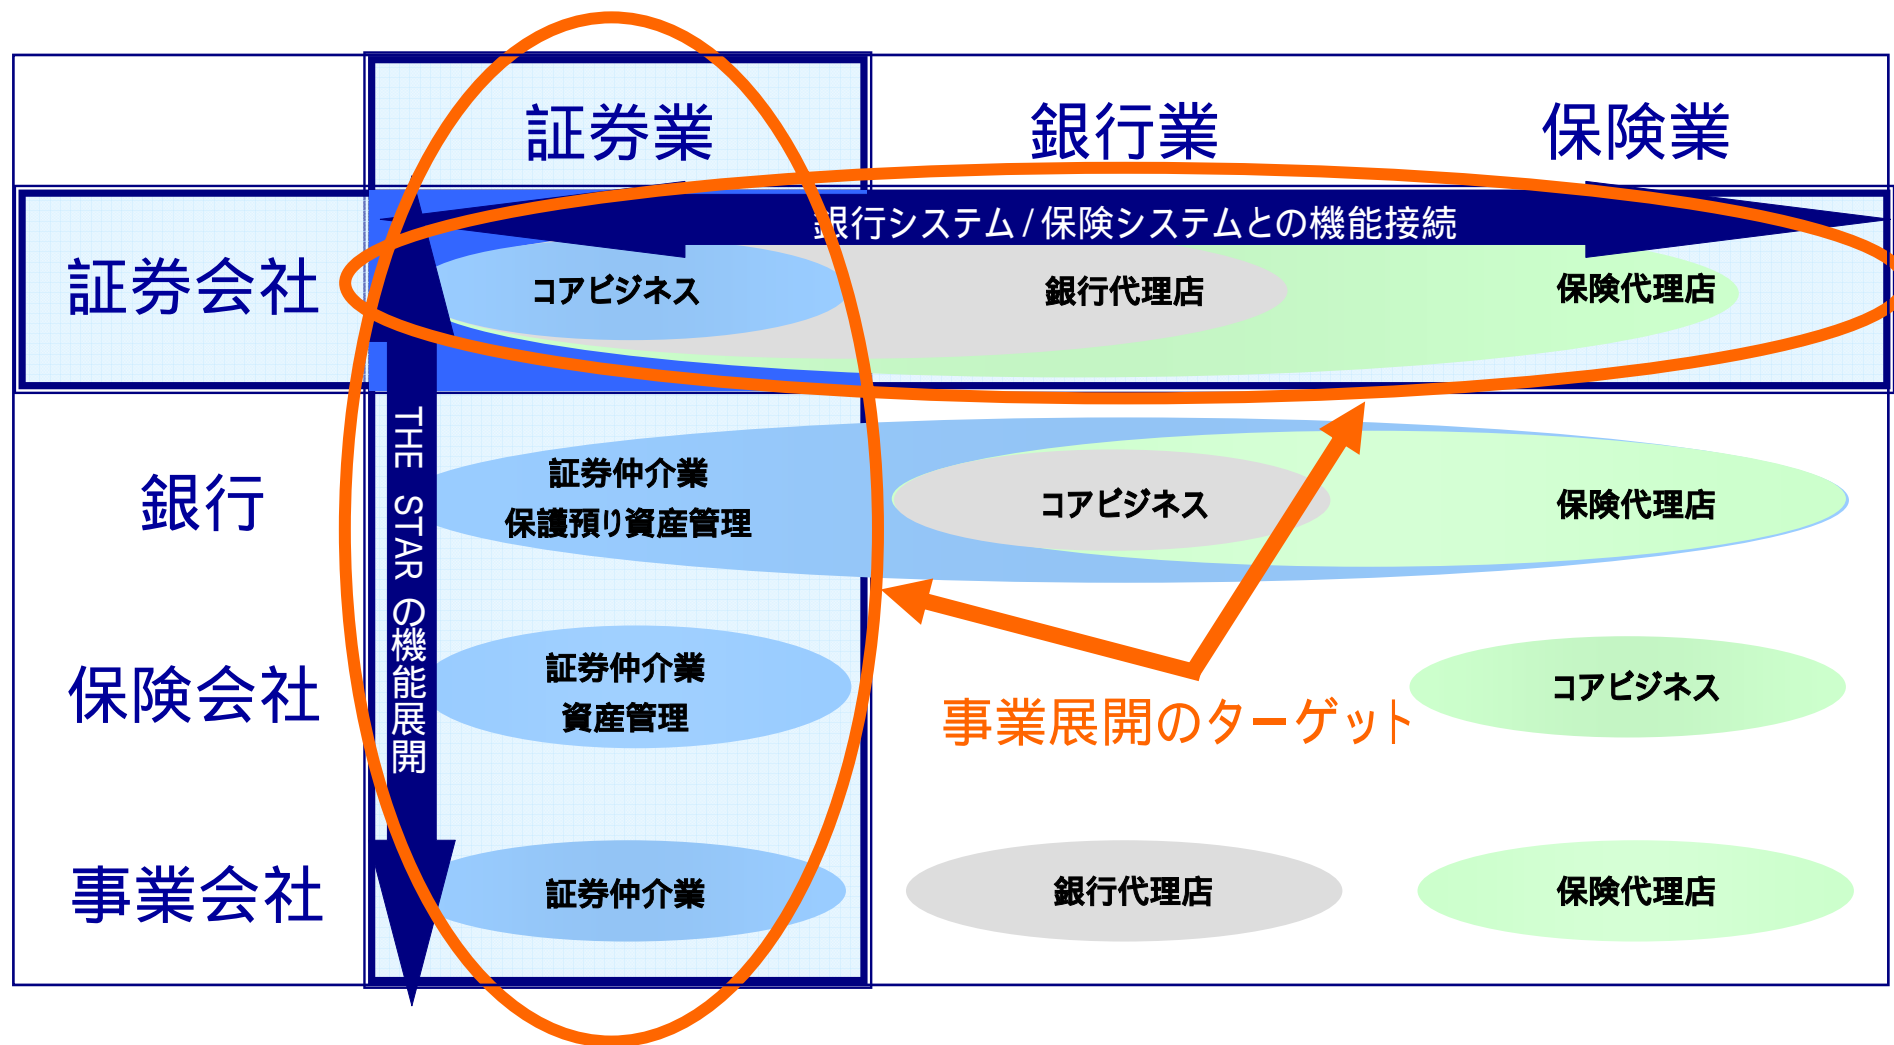 証券業
銀行業
保険業
銀行システム/保険システムとの機能接続
証券会社
コアビジネス
銀行代理店
保険代理店
THE STAR の機能展開
銀行
証券仲介業
保護預り資産管理
コアビジネス
保険代理店
保険会社
証券仲介業
資産管理
コアビジネス
事業展開のターゲット
事業会社
証券仲介業
銀行代理店
保険代理店